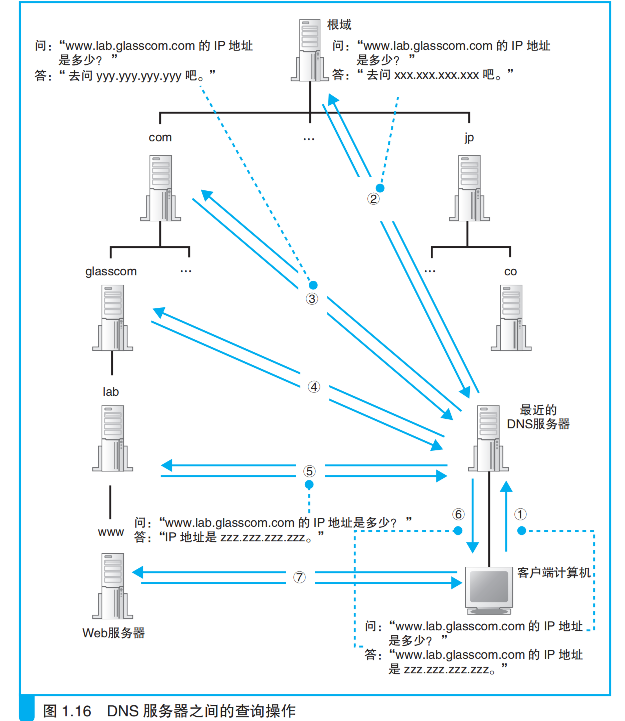 根域
问：“www.lab.glasscom.com 的 IP 地址
是多少？ ”
答：“ 去问 yyy.yyy.yyy.yyy 吧。”
问：“www.lab.glasscom.com 的 IP 地址
是多少？ ”
答：“ 去问 xxx.xxx.xxx.xxx 吧。”
com
…
jp
②
glasscom
…
…
co
③
④
lab
最近的
DNS服务器
⑤
⑥
①
www
问：“www.lab.glasscom.com 的 IP 地址是多少？ ”
答：“IP 地址是 zzz.zzz.zzz.zzz。”
⑦
客户端计算机
Web服务器
问：“www.lab.glasscom.com 的 IP 地址
是多少？ ”
答：“www.lab.glasscom.com 的 IP 地址
是 zzz.zzz.zzz.zzz。”
图 1.16 DNS 服务器之间的查询操作